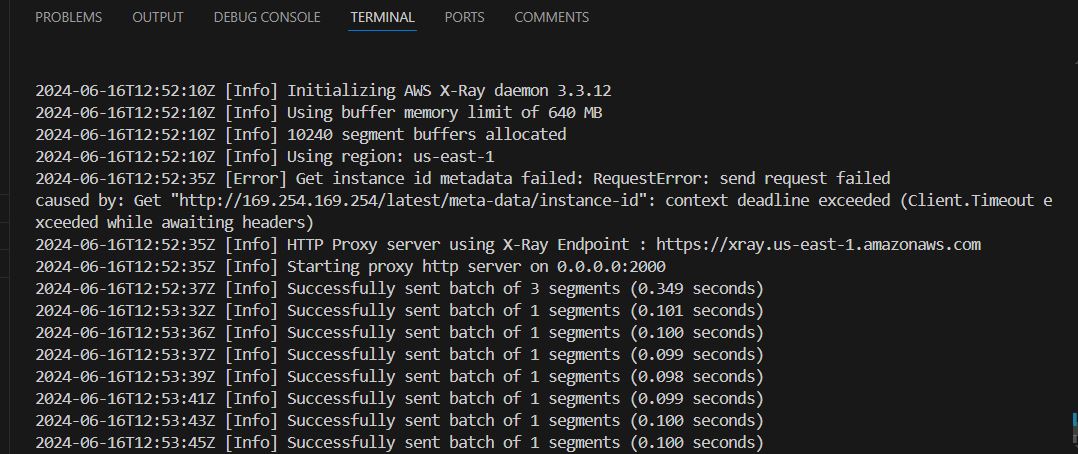 PROBLEMS OUTPUT DEBUG CONSOLE TERMINAL PORTS COMMENTS
2024-06-16T12:52:10Z [Info] Initializing AWS X-Ray daemon 3.3.12
2024-06-16T12:52:10Z [Info] Using buffer memory limit of 640 MB
2024-06-16T12:52:10Z [Info] 10240 segment buffers allocated
2024-06-16T12:52:10Z [Info] Using region: us-east-1
2024-06-16T12:52:35Z [Error] Get instance id metadata failed: RequestError: send request failed
caused by: Get "http://169.254.169.254/latest/meta-data/instance-id": context deadline exceeded (Client.Timeout e
xceeded while awaiting headers)
2024-06-16T12:52:35Z [Info] HTTP Proxy server using X-Ray Endpoint : https://xray.us-east-1.amazonaws.com
2024-06-16T12:52:35Z [Info] Starting proxy http server on 0.0.0.0:2000
2024-06-16T12:52:37Z [Info] Successfully sent batch of 3 segments (0.349 seconds)
2024-06-16T12:53:32Z [Info] Successfully sent batch of 1 segments (0.101 seconds)
2024-06-16T12:53:36Z [Info] Successfully sent batch of 1 segments (0.100 seconds)
2024-06-16T12:53:37Z [Info] Successfully sent batch of 1 segments (0.099 seconds)
2024-06-16T12:53:39Z [Info] Successfully sent batch of 1 segments (0.098 seconds)
2024-06-16T12:53:41Z [Info] Successfully sent batch of 1 segments (0.099 seconds)
2024-06-16T12:53:43Z [Info] Successfully sent batch of 1 segments (0.100 seconds)
2024-06-16T12:53:45Z [Info] Successfully sent batch of 1 segments (0.100 seconds)